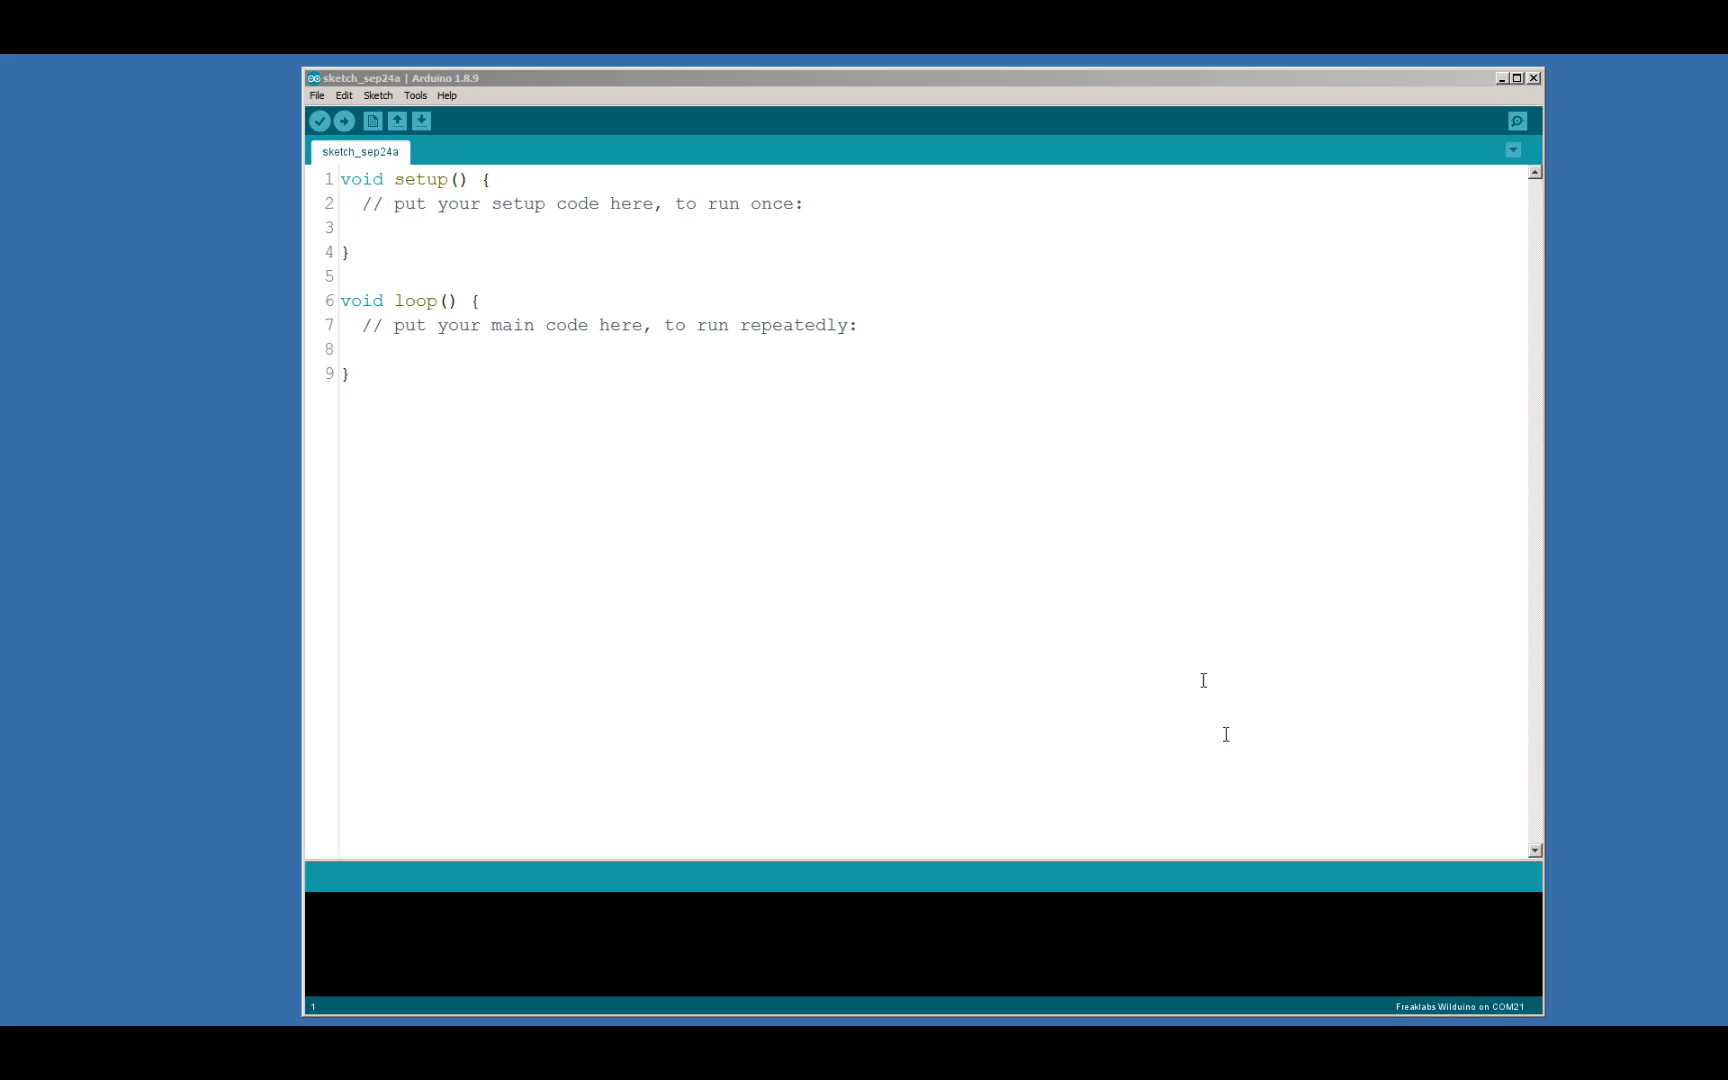 sketch_sep24a | Arduino 1.8.9
File Edit Sketch Tools Help
sketch_sep24a
1 void setup() {
2   // put your setup code here, to run once:
3
4 }
5
6 void loop() {
7   // put your main code here, to run repeatedly:
8
9 }
1 Freaklabs Wilduino on COM21